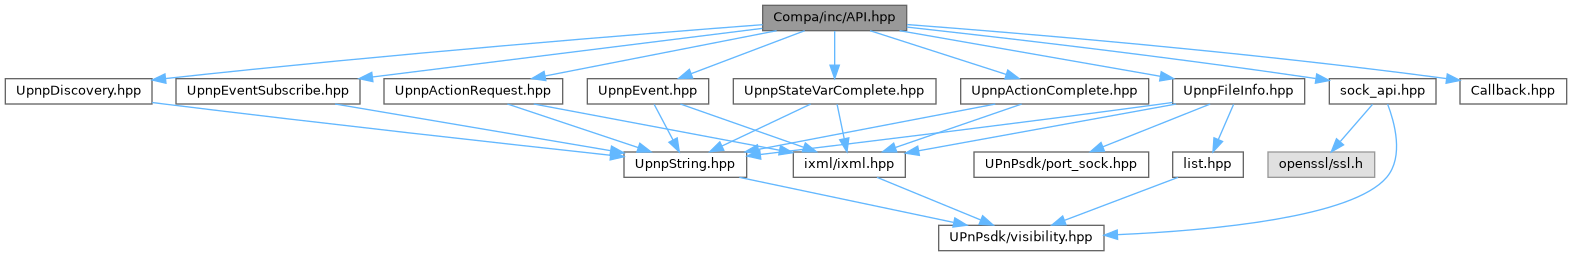 Compa/inc/API.hpp
UpnpDiscovery.hpp
UpnpEventSubscribe.hpp
UpnpActionRequest.hpp
UpnpEvent.hpp
UpnpStateVarComplete.hpp
UpnpActionComplete.hpp
UpnpFileInfo.hpp
sock_api.hpp
Callback.hpp
UpnpString.hpp
ixml/ixml.hpp
UPnPsdk/port_sock.hpp
list.hpp
openssl/ssl.h
UPnPsdk/visibility.hpp